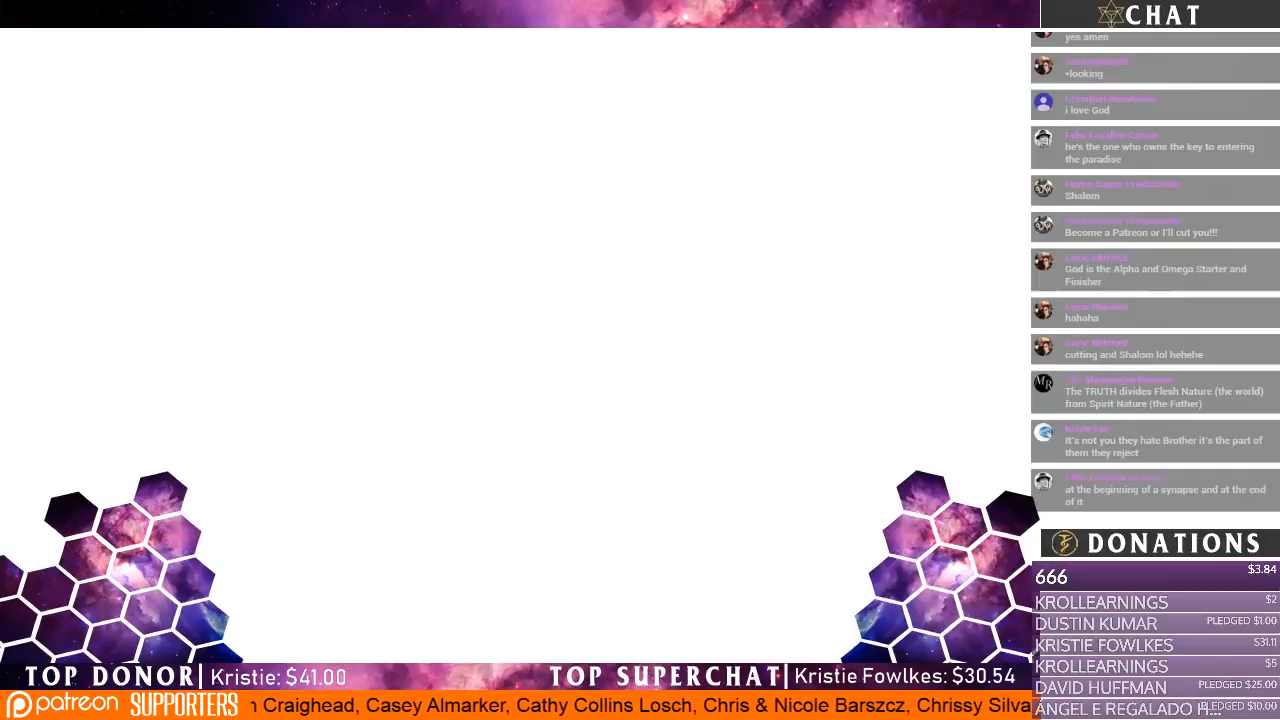 CHAT
yes amen
+looking
i love God
he's the one who owns the key to entering
the paradise
Shalom
Become a Patreon or I'll cut you!!!
God is the Alpha and Omega Starter and
Finisher
hahaha
cutting and Shalom lol hehehe
The TRUTH divides Flesh Nature (the world)
from Spirit Nature (the Father)
It's not you they hate Brother it's the part of
them they reject
at the beginning of a synapse and at the end
of it
DONATIONS
666 $3.84
KROLLEARNINGS $2
DUSTIN KUMAR PLEDGED $1.00
KRISTIE FOWLKES $31.11
KROLLEARNINGS $5
DAVID HUFFMAN PLEDGED $25.00
ANGEL E REGALADO H... PLEDGED $10.00
TOP DONOR| Kristie: $41.00
TOP SUPERCHAT| Kristie Fowlkes: $30.54
patreon SUPPORTERS Craighead, Casey Almarker, Cathy Collins Losch, Chris & Nicole Barszcz, Chrissy Silva